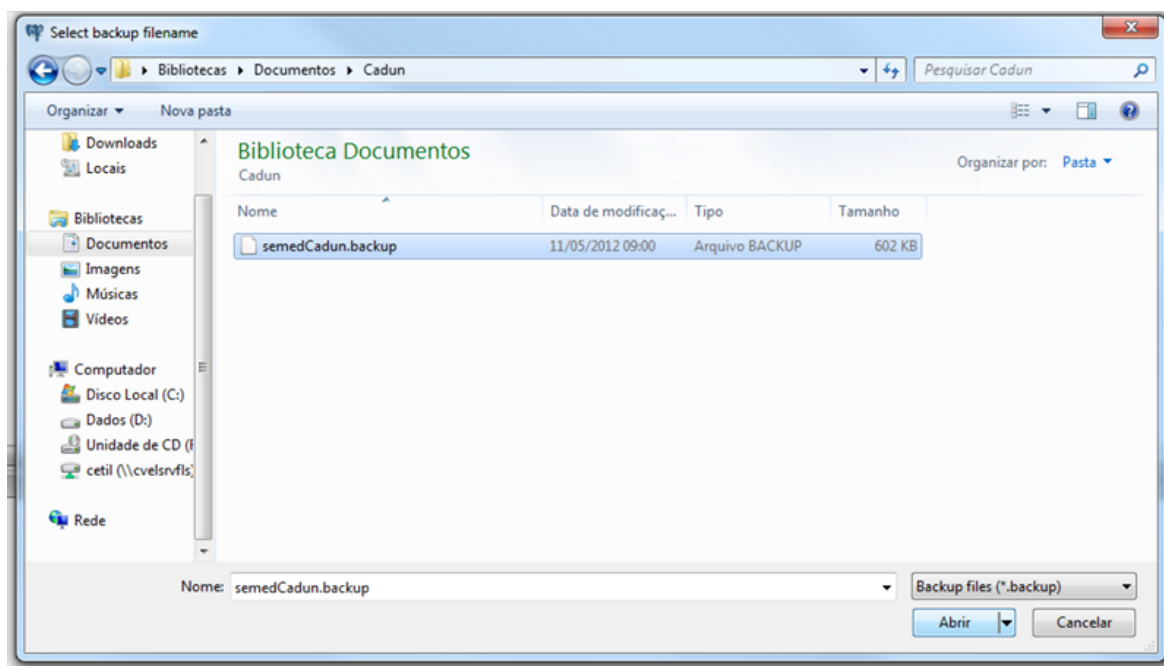 Select backup filename
Bibliotecas Documentos Cadun
Pesquisar Cadun
Organizar Nova pasta
Downloads
Locais
Bibliotecas
Documentos
Imagens
Músicas
Vídeos
Computador
Disco Local (C:)
Dados (D:)
Unidade de CD (F
cetil (\\cvelsrvfls)
Rede
Biblioteca Documentos
Cadun
Organizar por: Pasta
Nome Data de modificaç... Tipo Tamanho
semedCadun.backup 11/05/2012 09:00 Arquivo BACKUP 602 KB
Nome: semedCadun.backup Backup files (*.backup)
Abrir Cancelar